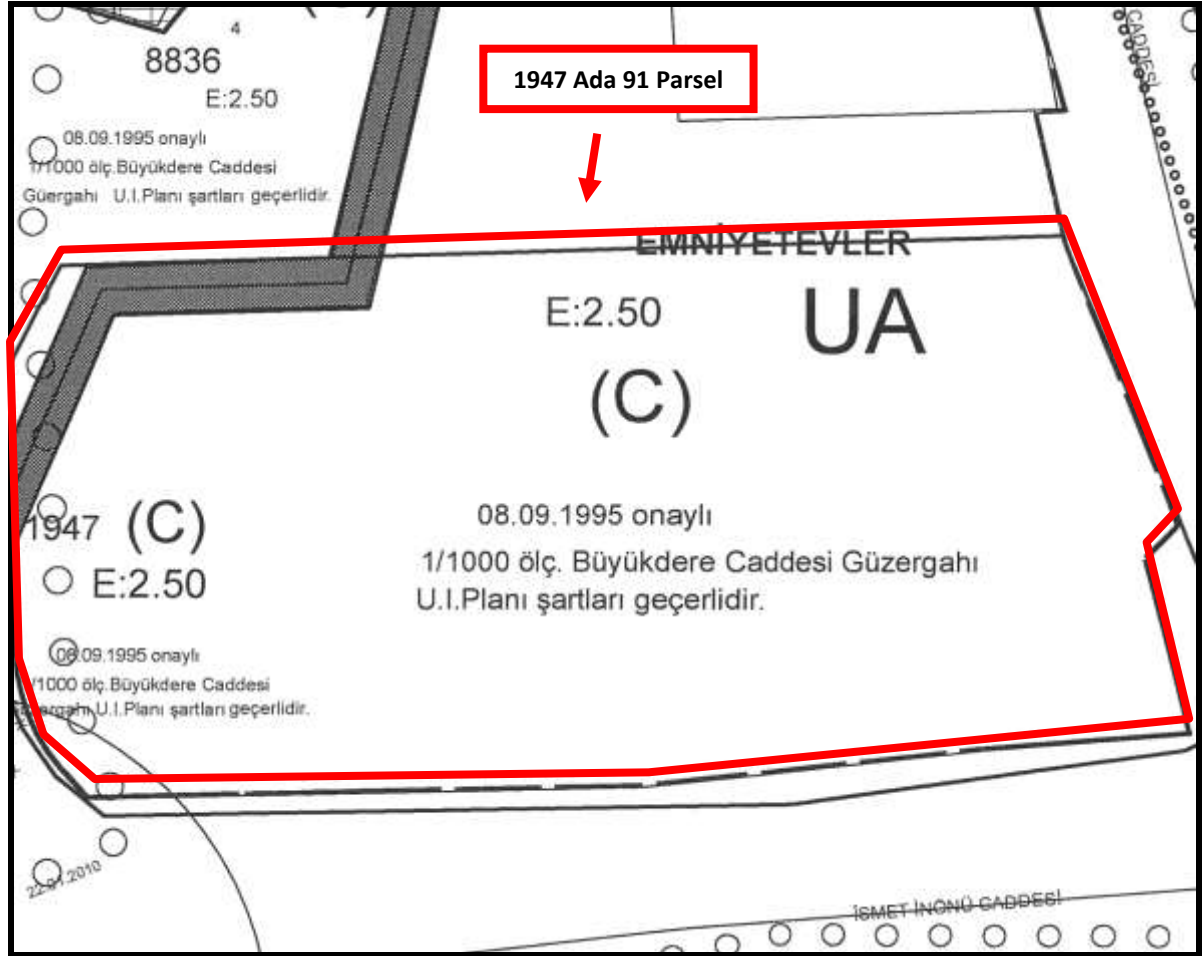 4
8836
E:2.50
08.09.1995 onaylı
1/1000 ölç.Büyükdere Caddesi
Güergahı U.I.Planı şartları geçerlidir.
1947 Ada 91 Parsel
CADDESİ
EMNİYETEVLER
E:2.50
UA
(C)
08.09.1995 onaylı
1/1000 ölç. Büyükdere Caddesi Güzergahı
U.I.Planı şartları geçerlidir.
1947 (C)
E:2.50
08.09.1995 onaylı
1/1000 ölç.Büyükdere Caddesi
U.I.Planı şartları geçerlidir.
22.01.2010
İSMET İNÖNÜ CADDESİ